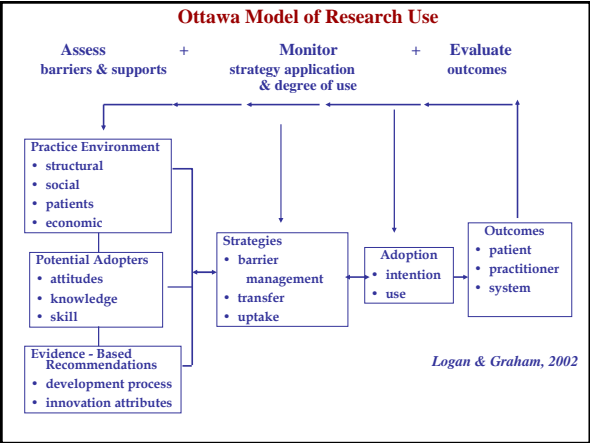 Ottawa Model of Research Use
Assess + Monitor + Evaluate
barriers & supports strategy application outcomes
& degree of use
Practice Environment
• structural
• social
• patients
• economic
Potential Adopters
• attitudes
• knowledge
• skill
Evidence - Based
Recommendations
• development process
• innovation attributes
Strategies
• barrier
management
• transfer
• uptake
Adoption
• intention
• use
Outcomes
• patient
• practitioner
• system
Logan & Graham, 2002